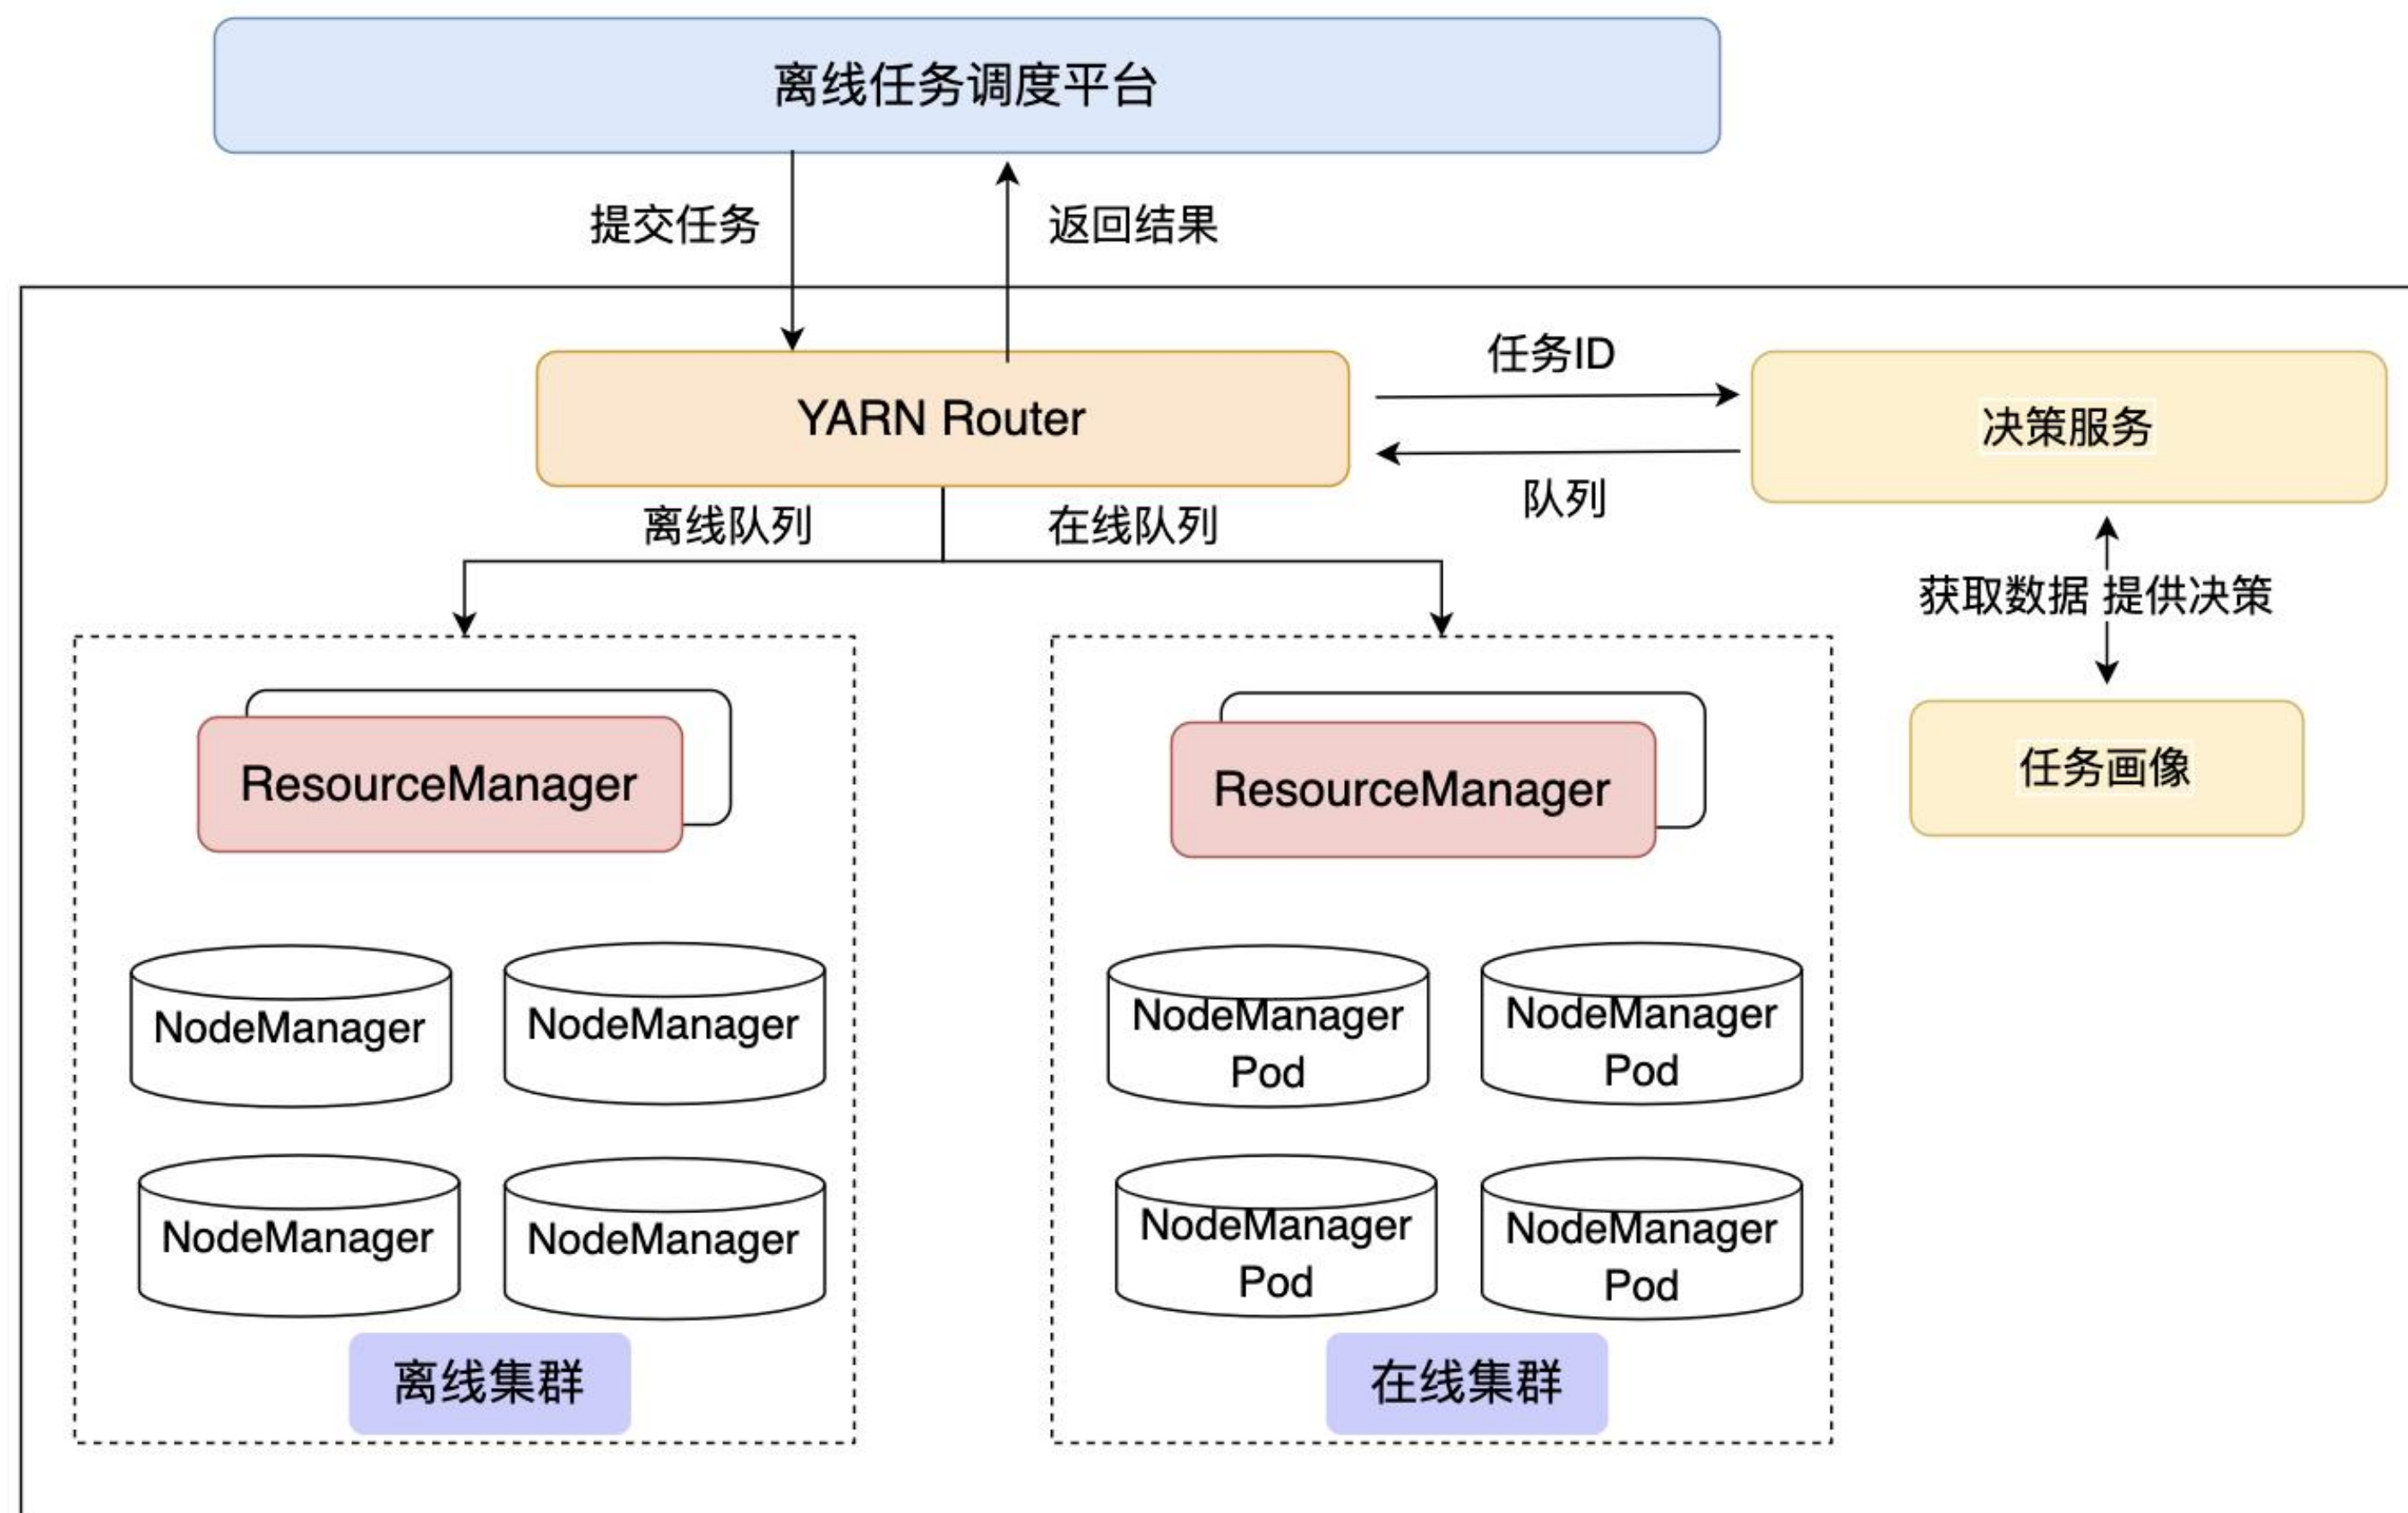 离线任务调度平台
提交任务
返回结果
YARN Router
任务ID
队列
决策服务
离线队列
在线队列
获取数据 提供决策
任务画像
ResourceManager
NodeManager
NodeManager
NodeManager
NodeManager
离线集群
ResourceManager
NodeManager
Pod
NodeManager
Pod
NodeManager
Pod
NodeManager
Pod
在线集群